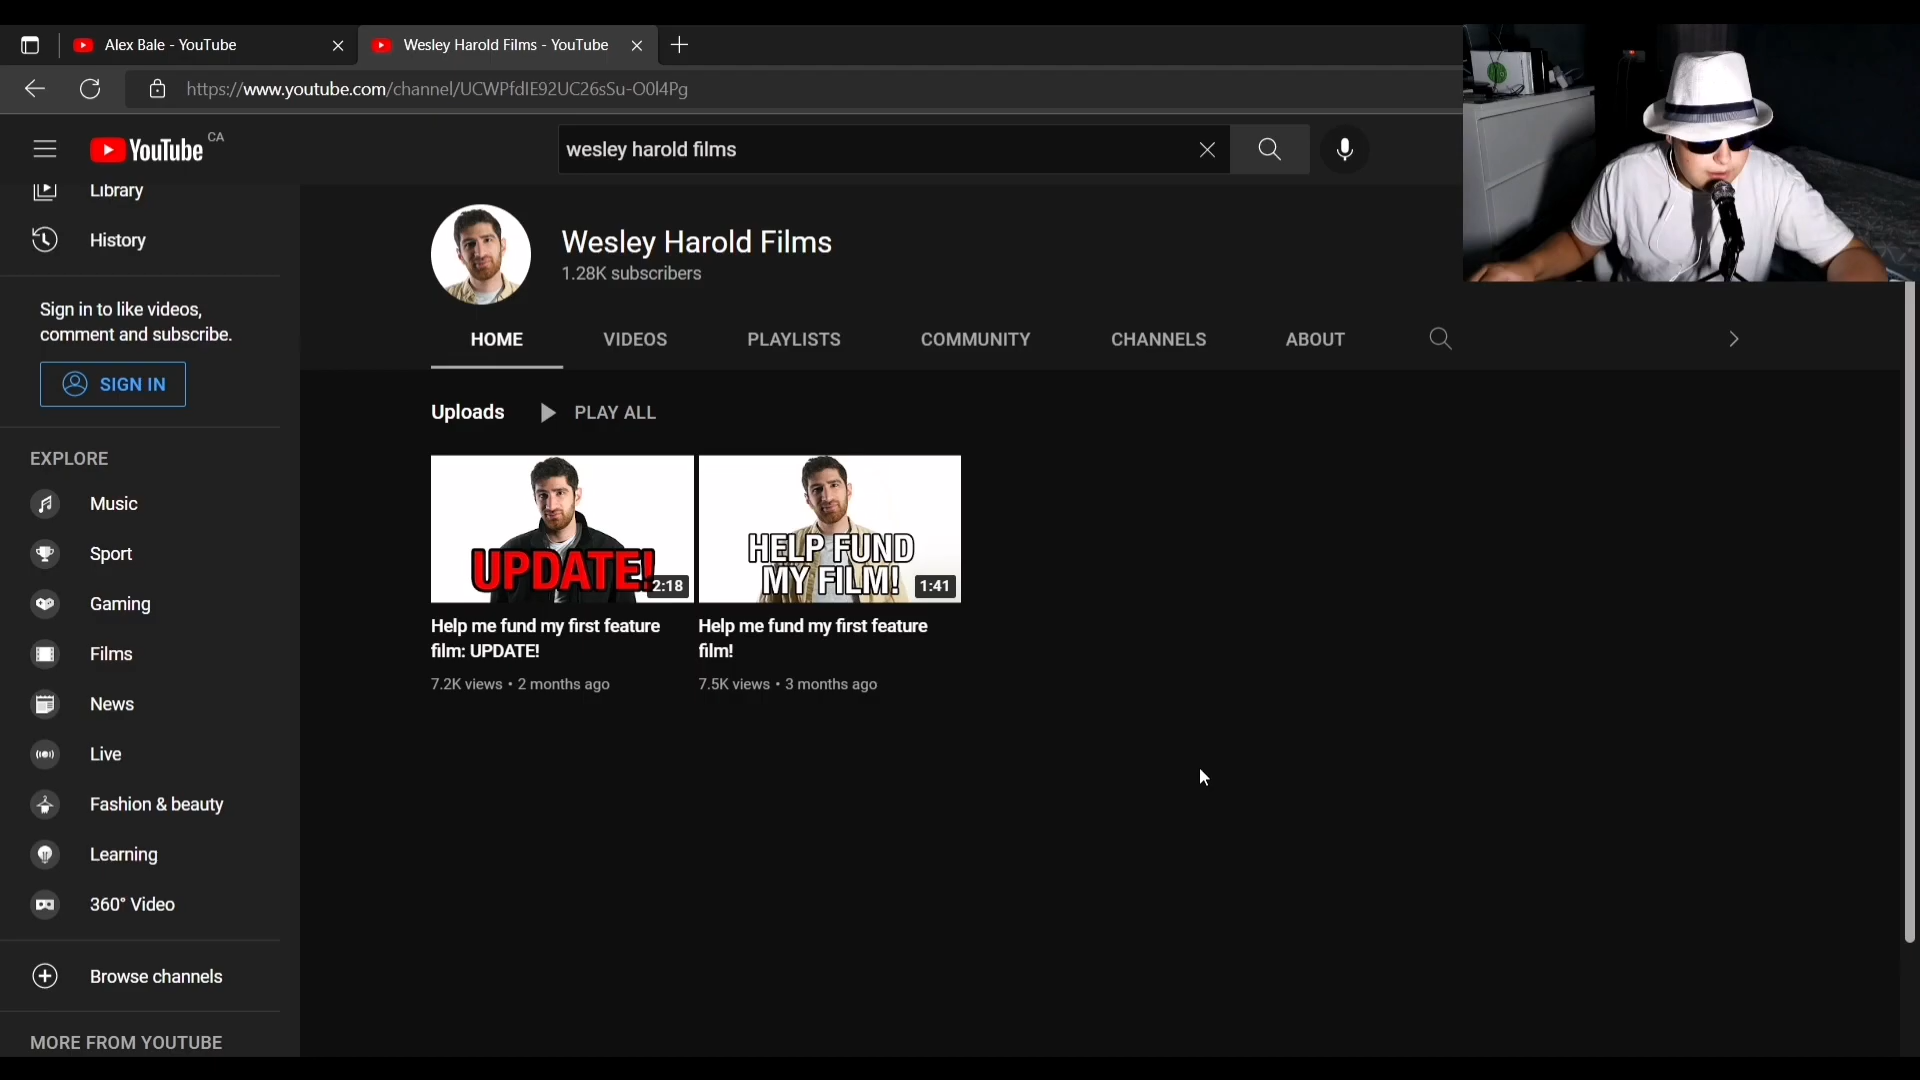 Alex Bale - YouTube
Wesley Harold Films - YouTube
https://www.youtube.com/channel/UCWPfdIE92UC26sSu-O0l4Pg
YouTube CA
wesley harold films
Library
History
Sign in to like videos,
comment and subscribe.
SIGN IN
EXPLORE
Music
Sport
Gaming
Films
News
Live
Fashion & beauty
Learning
360° Video
Browse channels
MORE FROM YOUTUBE
Wesley Harold Films
1.28K subscribers
HOME VIDEOS PLAYLISTS COMMUNITY CHANNELS ABOUT
Uploads PLAY ALL
UPDATE!
2:18
Help me fund my first feature
film: UPDATE!
7.2K views • 2 months ago
HELP FUND
MY FILM!
1:41
Help me fund my first feature
film!
7.5K views • 3 months ago